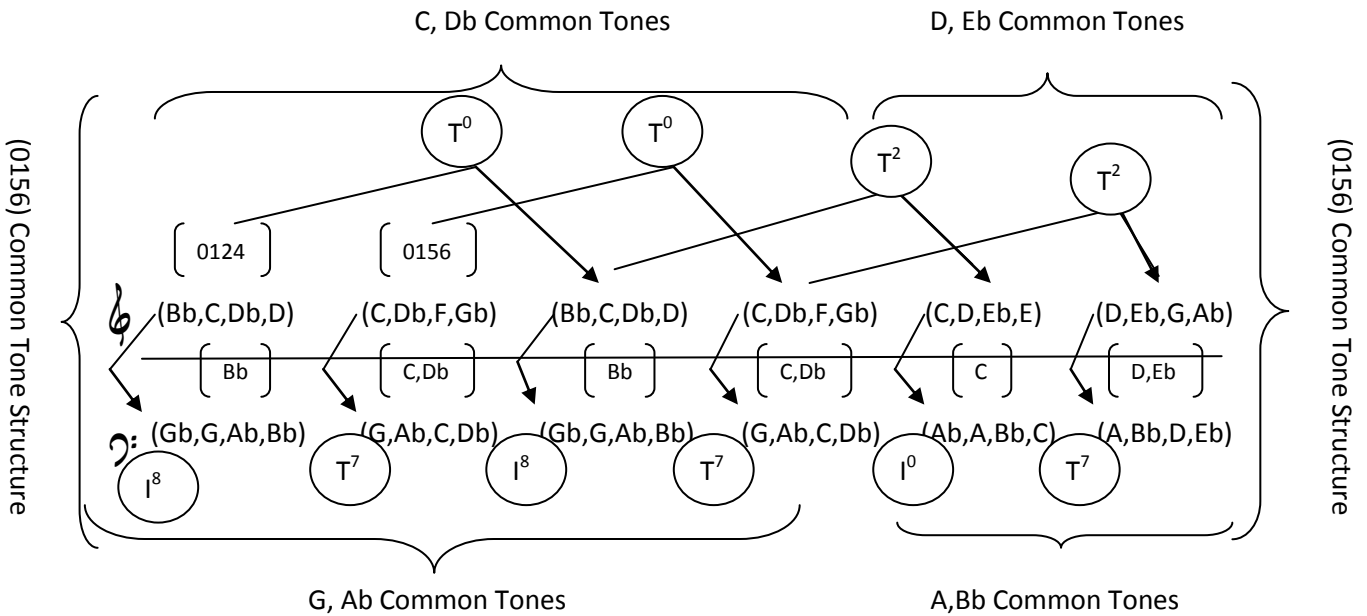 C, Db Common Tones
D, Eb Common Tones
(0156) Common Tone Structure
(0156) Common Tone Structure
T⁰
T⁰
T²
T²
0124
0156
(Bb,C,Db,D)
(C,Db,F,Gb)
(Bb,C,Db,D)
(C,Db,F,Gb)
(C,D,Eb,E)
(D,Eb,G,Ab)
Bb
C,Db
Bb
C,Db
C
D,Eb
(Gb,G,Ab,Bb)
(G,Ab,C,Db)
(Gb,G,Ab,Bb)
(G,Ab,C,Db)
(Ab,A,Bb,C)
(A,Bb,D,Eb)
I⁸
T⁷
I⁸
T⁷
I⁰
T⁷
G, Ab Common Tones
A,Bb Common Tones